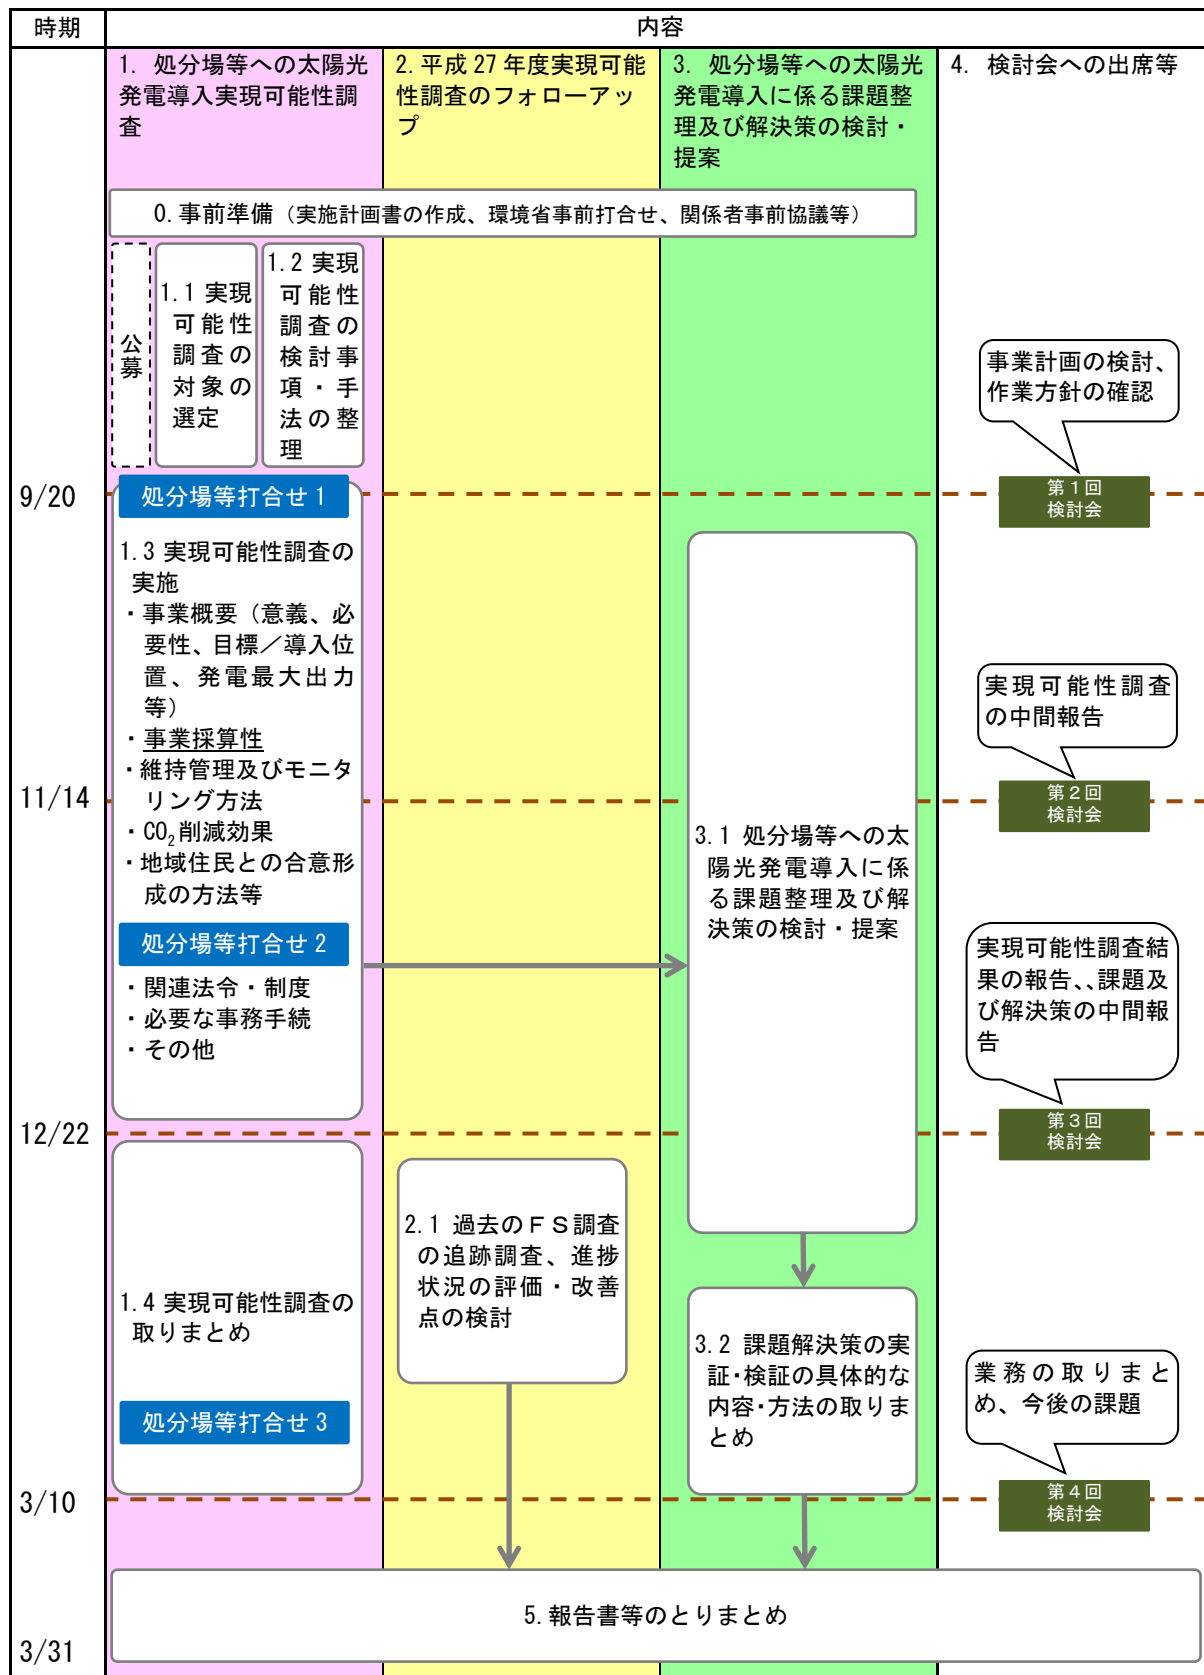 時期
内容
1. 処分場等への太陽光
発電導入実現可能性調
査
2.平成27年度実現可能
性調査のフォローアッ
プ
3. 処分場等への太陽光
発電導入に係る課題整
理及び解決策の検討・
提案
4. 検討会への出席等
0.事前準備（実施計画書の作成、環境省事前打合せ、関係者事前協議等）
公募
1.1 実現
可能性
調査の
対象の
選定
1.2 実現
可能性
調査の
検討事
項・手
法の整
理
事業計画の検討、
作業方針の確認
9/20
処分場等打合せ1
第1回
検討会
1.3 実現可能性調査の
実施
・事業概要（意義、必
要性、目標／導入位
置、発電最大出力
等）
・事業採算性
・維持管理及びモニタ
リング方法
・CO₂削減効果
・地域住民との合意形
成の方法等
処分場等打合せ2
・関連法令・制度
・必要な事務手続
・その他
実現可能性調査
の中間報告
11/14
第2回
検討会
3.1 処分場等への太
陽光発電導入に係
る課題整理及び解
決策の検討・提案
実現可能性調査結
果の報告、、課題及
び解決策の中間報
告
12/22
第3回
検討会
1.4 実現可能性調査の
取りまとめ
処分場等打合せ3
2.1 過去のＦＳ調査
の追跡調査、進捗
状況の評価・改善
点の検討
3.2 課題解決策の実
証・検証の具体的な
内容・方法の取りま
とめ
業務の取りまと
め、今後の課題
3/10
第4回
検討会
5.報告書等のとりまとめ
3/31